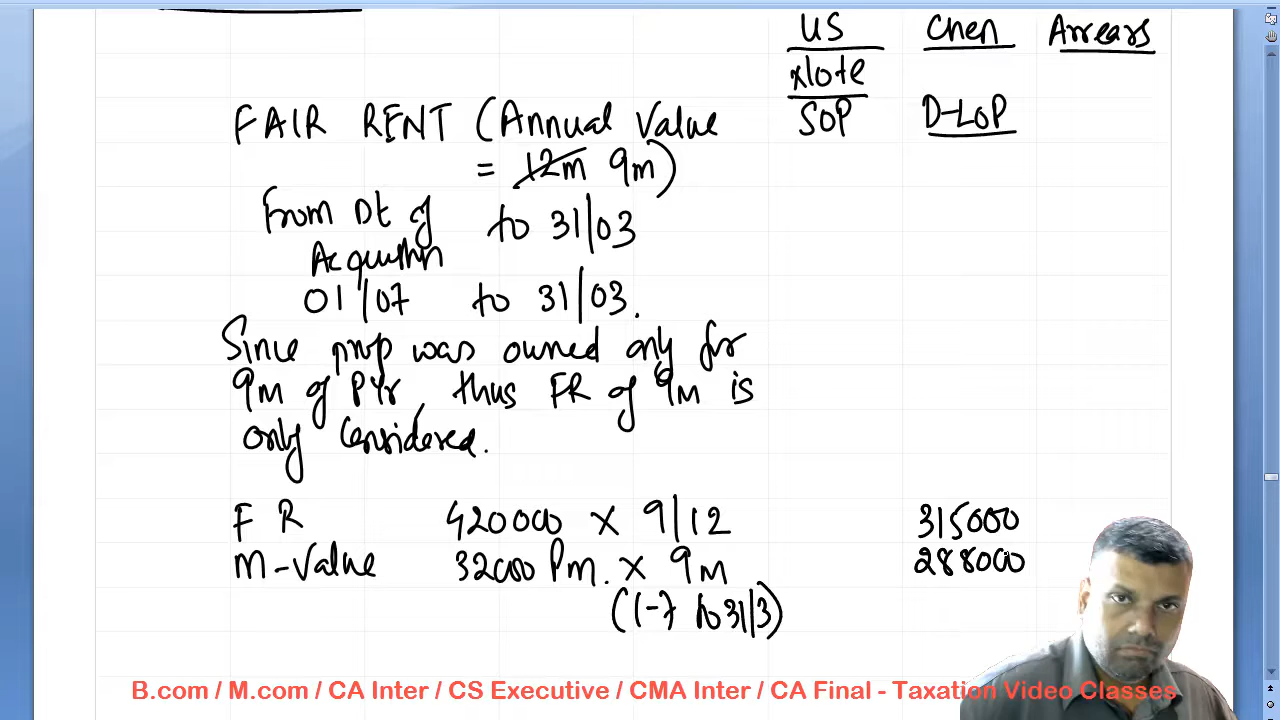 US Chen Arrears
xlote
FAIR RENT (Annual Value SOP D-LOP
= 12m 9m)
From Dt of to 31/03
Acquisition
01/07 to 31/03.
Since prop was owned only for
9m of PYr, thus FR of 9m is
only considered.
F R 420000 X 9/12 315000
M-Value 32000 Pm. X 9m 288000
(1-7 to 31/3)
B.com / M.com / CA Inter / CS Executive / CMA Inter / CA Final - Taxation Video Classes